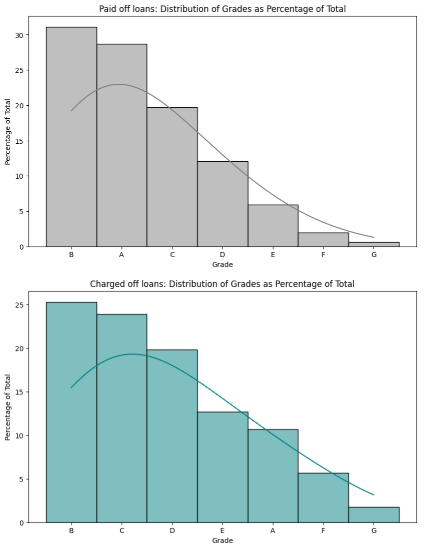 Paid off loans: Distribution of Grades as Percentage of Total
30
25
20
15
10
5
0
Percentage of Total
B A C D E F G
Grade
Charged off loans: Distribution of Grades as Percentage of Total
25
20
15
10
5
0
Percentage of Total
B C D E A F G
Grade